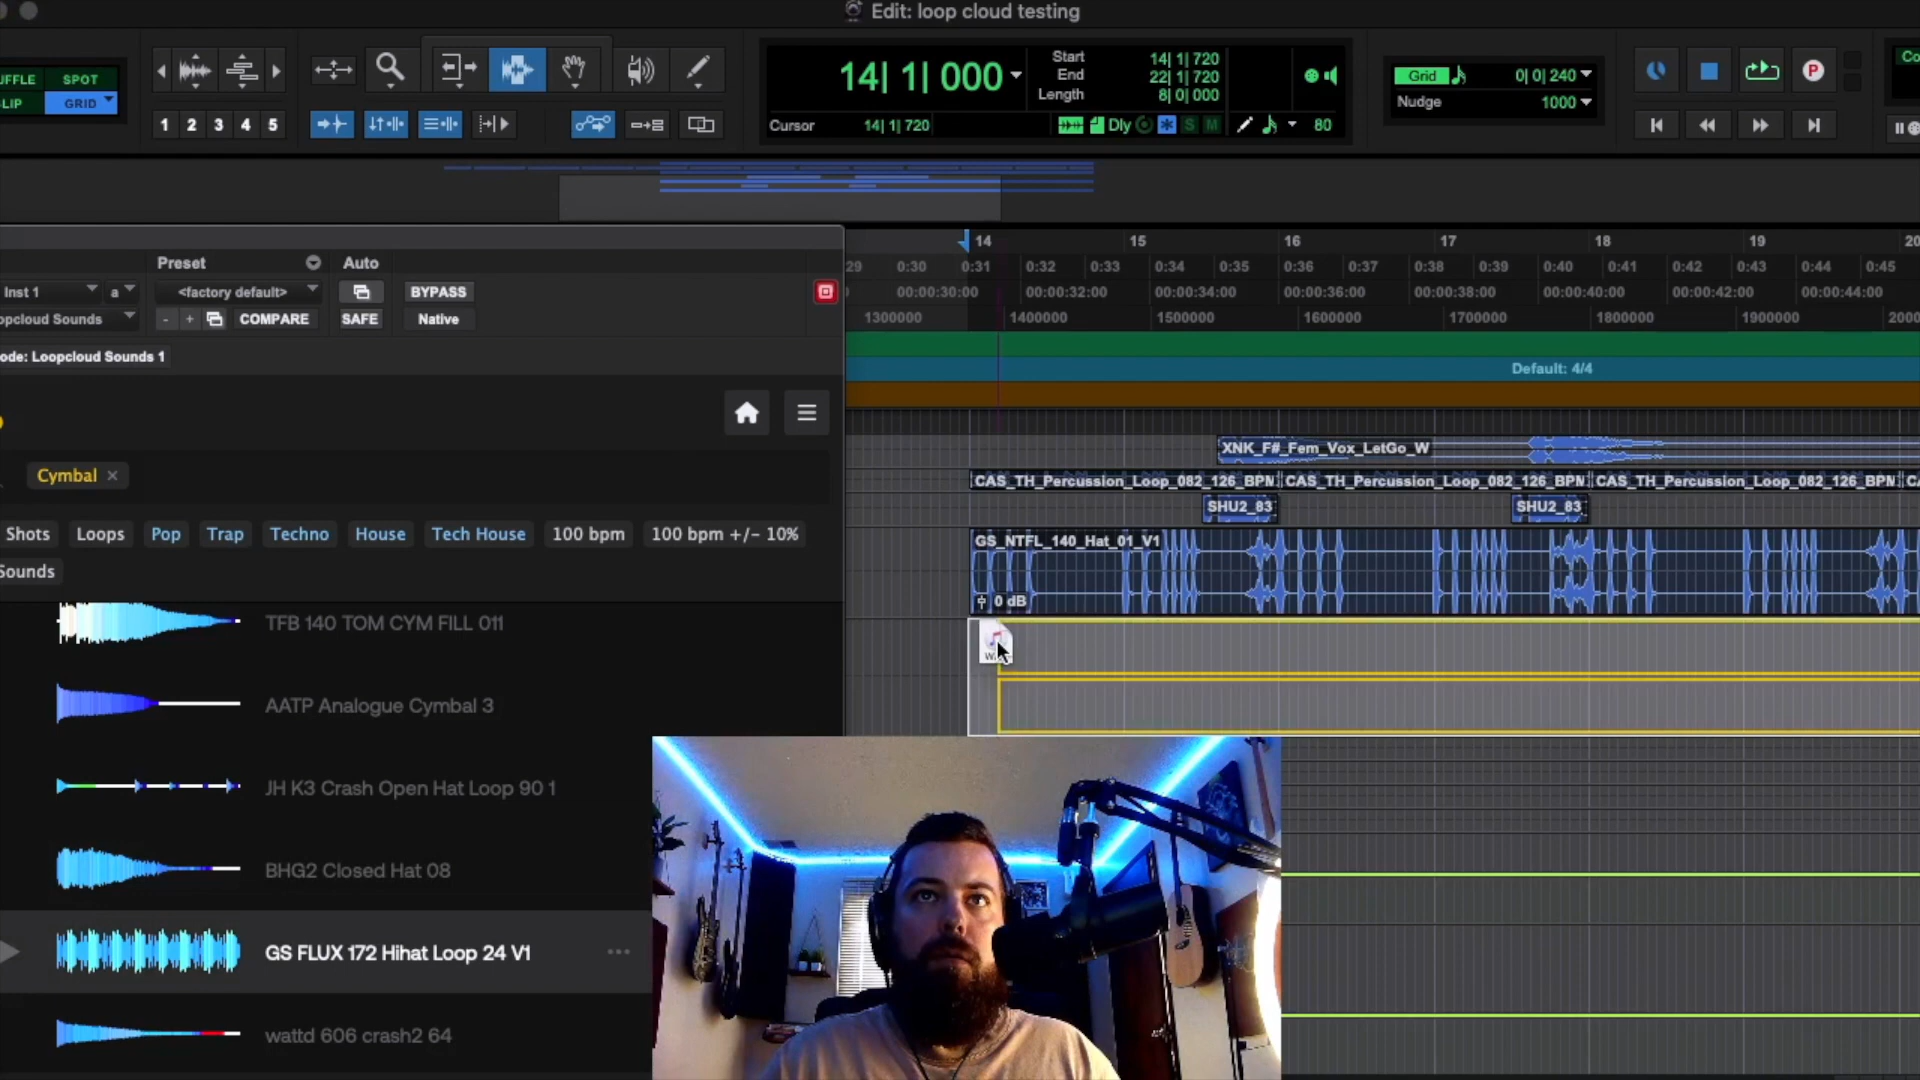 Edit: loop cloud testing
UFFLE SPOT
LIP GRID
1 2 3 4 5
14| 1| 000
Start 14| 1| 720
End 22| 1| 720
Length 8| 0| 000
Cursor 14| 1| 720
Dly S M 80
Grid 0| 0| 240
Nudge 1000
P
Co
Preset Auto
Inst 1 a <factory default> BYPASS
opcloud Sounds - + COMPARE SAFE Native
ode: Loopcloud Sounds 1
14 15 16 17 18 19 20
29 0:30 0:31 0:32 0:33 0:34 0:35 0:36 0:37 0:38 0:39 0:40 0:41 0:42 0:43 0:44 0:45
00:00:30:00 00:00:32:00 00:00:34:00 00:00:36:00 00:00:38:00 00:00:40:00 00:00:42:00 00:00:44:00
1300000 1400000 1500000 1600000 1700000 1800000 1900000 2000
Default: 4/4
Cymbal ×
Shots Loops Pop Trap Techno House Tech House 100 bpm 100 bpm +/- 10%
Sounds
XNK_F#_Fem_Vox_LetGo_W
CAS_TH_Percussion_Loop_082_126_BPM CAS_TH_Percussion_Loop_082_126_BPM CAS_TH_Percussion_Loop_082_126_BPM CA
SHU2_83 SHU2_83
GS_NTFL_140_Hat_01_V1
0 dB
TFB 140 TOM CYM FILL 011
AATP Analogue Cymbal 3
JH K3 Crash Open Hat Loop 90 1
BHG2 Closed Hat 08
GS FLUX 172 Hihat Loop 24 V1
wattd 606 crash2 64